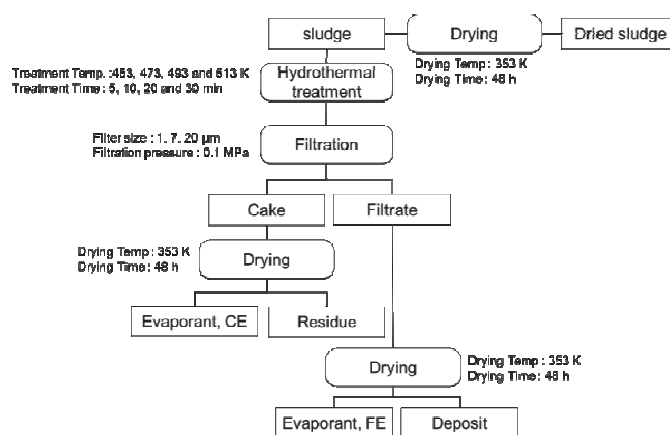 sludge
Drying
Dried sludge
Treatment Temp. :453, 473, 493 and 513 K
Treatment Time : 5, 10, 20 and 30 min
Hydrothermal
treatment
Drying Temp : 353 K
Drying Time : 48 h
Filter size : 1, 7, 20 μm
Filtration pressure : 0.1 MPa
Filtration
Cake
Filtrate
Drying Temp : 353 K
Drying Time : 48 h
Drying
Evaporant, CE
Residue
Drying
Drying Temp : 353 K
Drying Time : 48 h
Evaporant, FE
Deposit